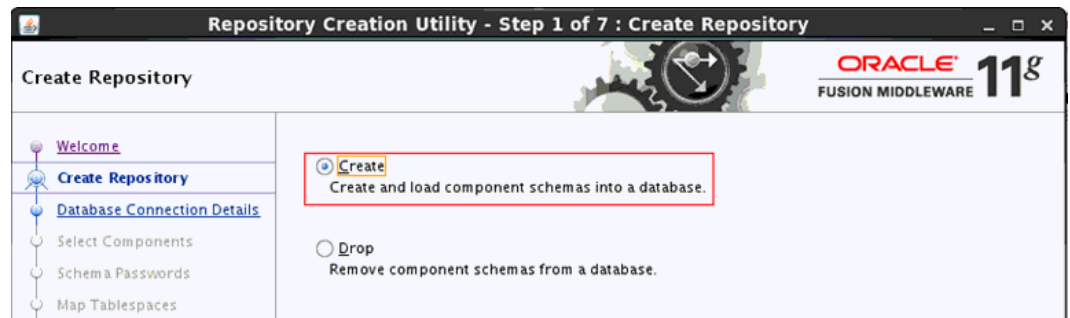 Repository Creation Utility - Step 1 of 7 : Create Repository
Create Repository
ORACLE
FUSION MIDDLEWARE 11g
Welcome
Create Repository
Database Connection Details
Select Components
Schema Passwords
Map Tablespaces
Create
Create and load component schemas into a database.
Drop
Remove component schemas from a database.